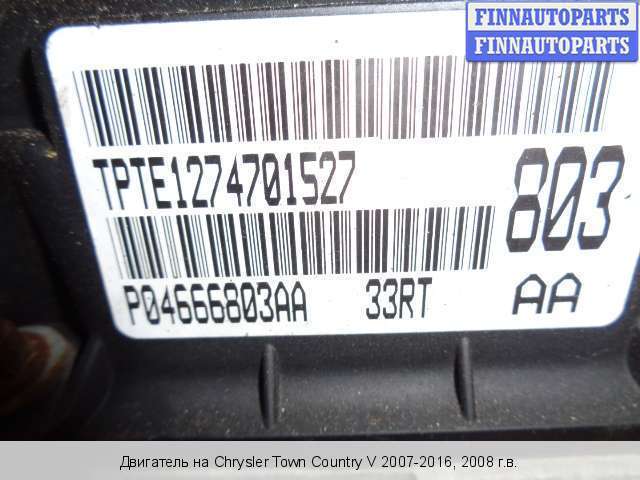 FINNAUTOPARTS
FINNAUTOPARTS
TPTE1274701527
803
P04666803AA 33RT AA
Двигатель на Chrysler Town Country V 2007-2016, 2008 г.в.